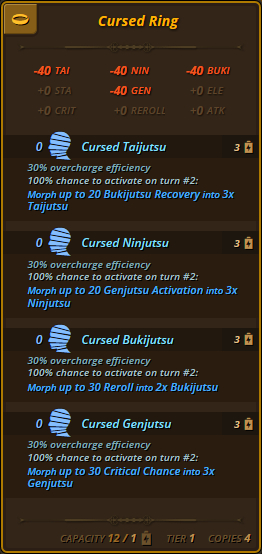 Cursed Ring
-40 TAI -40 NIN -40 BUKI
+0 STA -40 GEN +0 ELE
+0 CRIT +0 REROLL +0 ATK
0 Cursed Taijutsu 3
30% overcharge efficiency
100% chance to activate on turn #2:
Morph up to 20 Bukijutsu Recovery into 3x
Taijutsu
0 Cursed Ninjutsu 3
30% overcharge efficiency
100% chance to activate on turn #2:
Morph up to 20 Genjutsu Activation into 3x
Ninjutsu
0 Cursed Bukijutsu 3
30% overcharge efficiency
100% chance to activate on turn #2:
Morph up to 30 Reroll into 2x Bukijutsu
0 Cursed Genjutsu 3
30% overcharge efficiency
100% chance to activate on turn #2:
Morph up to 30 Critical Chance into 3x
Genjutsu
CAPACITY 12 / 1 TIER 1 COPIES 4